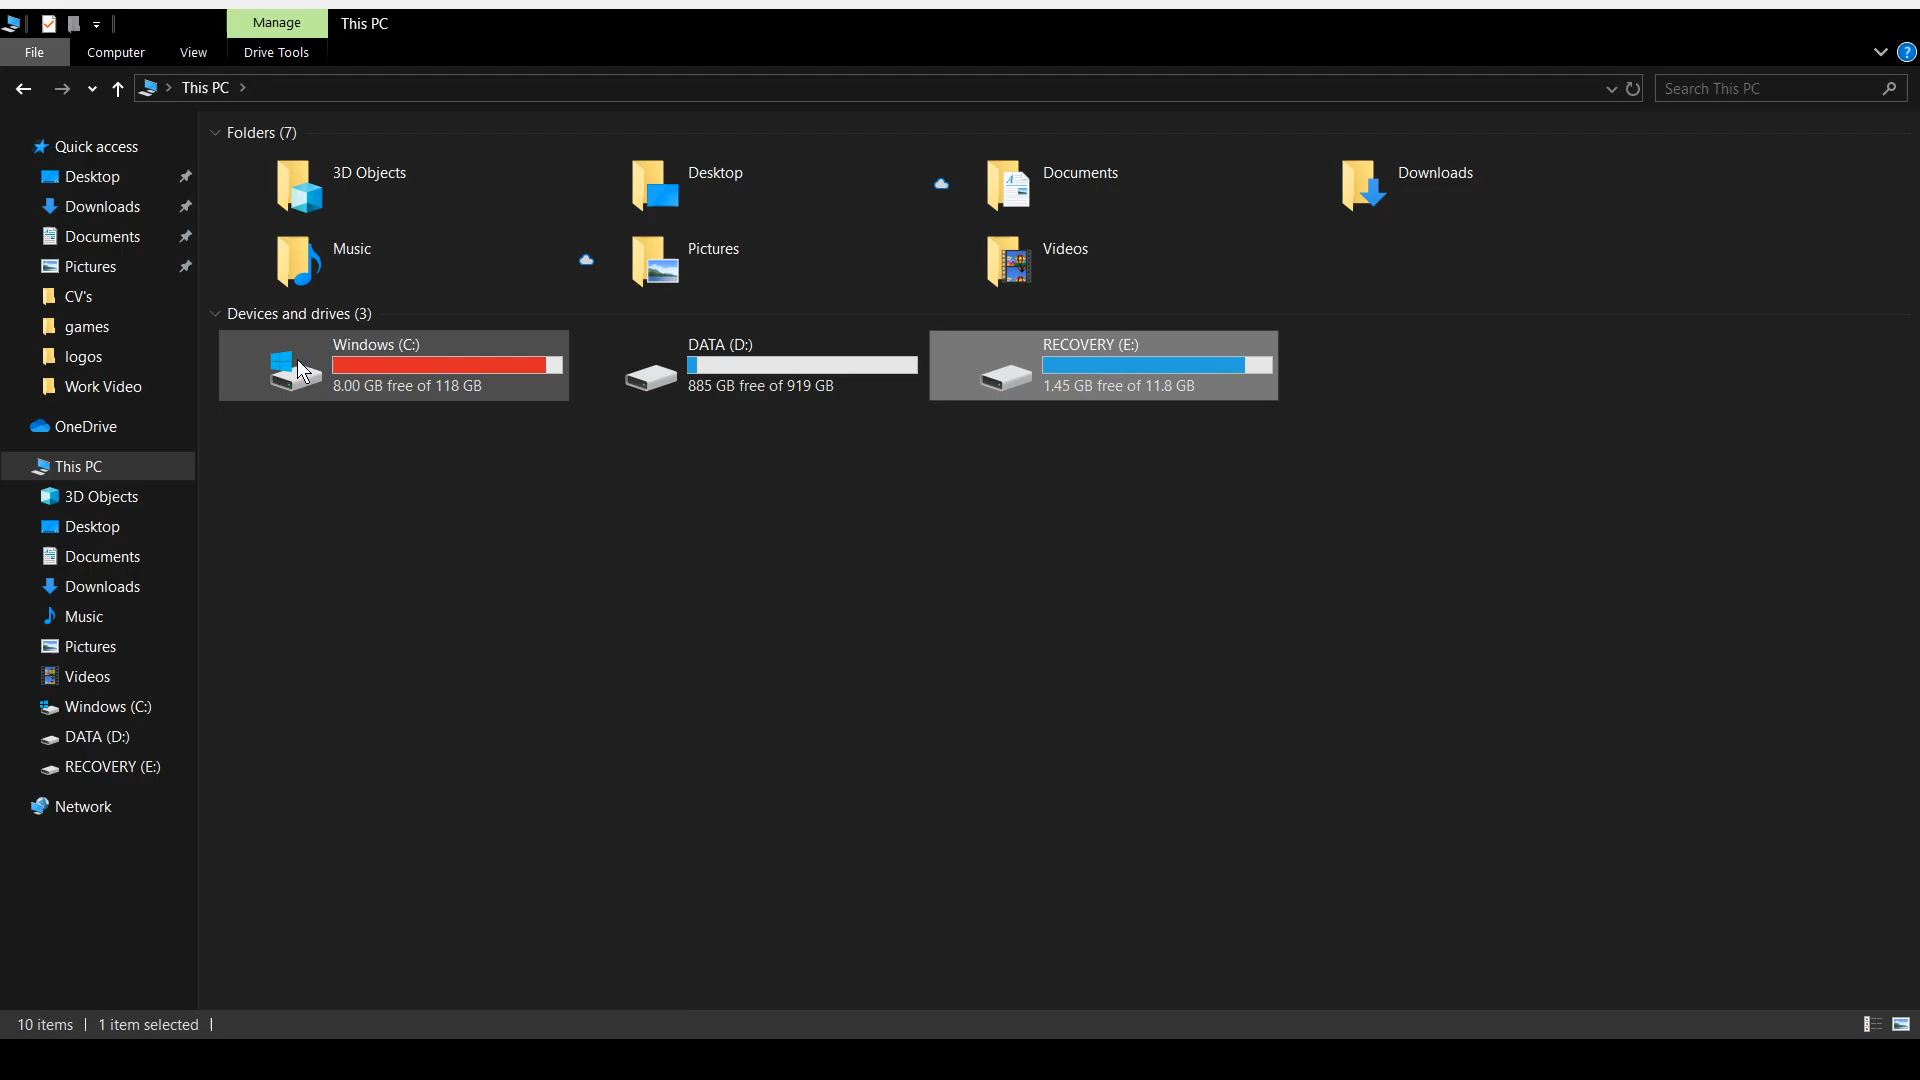 Manage This PC
File Computer View Drive Tools ?
This PC Search This PC
Quick access
Desktop
Downloads
Documents
Pictures
CV's
games
logos
Work Video
OneDrive
This PC
3D Objects
Desktop
Documents
Downloads
Music
Pictures
Videos
Windows (C:)
DATA (D:)
RECOVERY (E:)
Network
Folders (7)
3D Objects Desktop Documents Downloads
Music Pictures Videos
Devices and drives (3)
Windows (C:) DATA (D:) RECOVERY (E:)
8.00 GB free of 118 GB 885 GB free of 919 GB 1.45 GB free of 11.8 GB
10 items 1 item selected